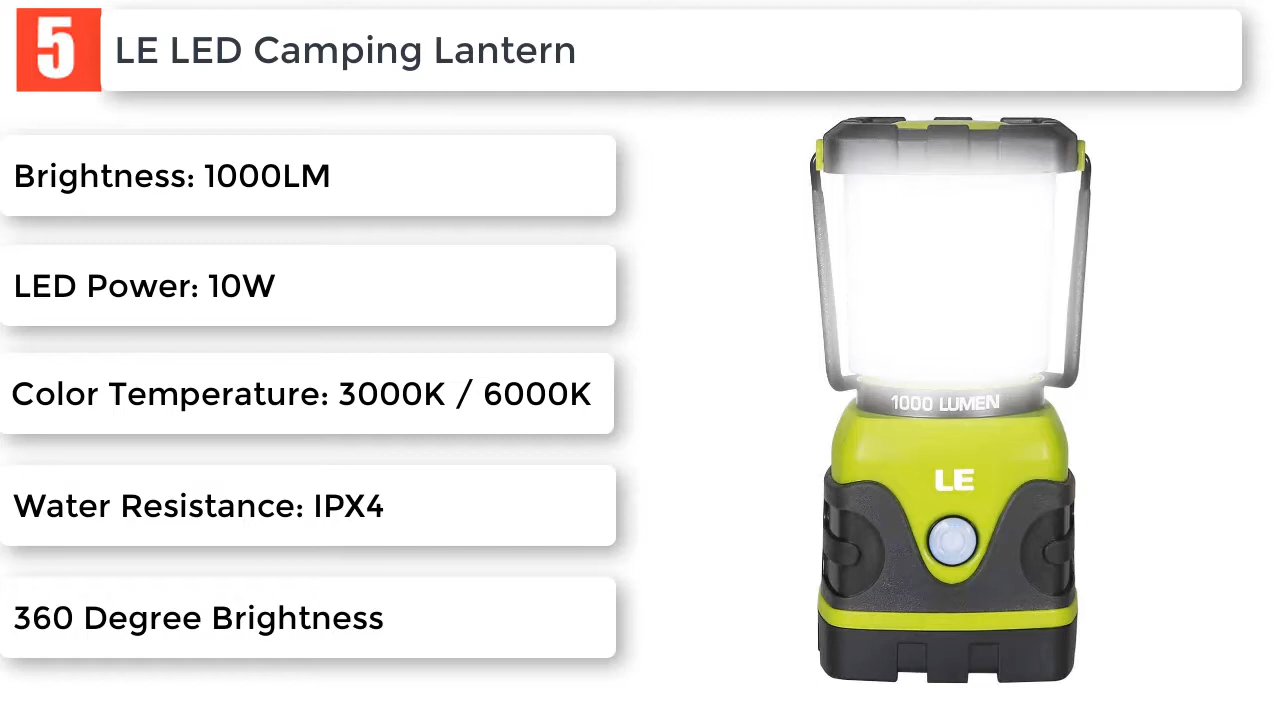 5
LE LED Camping Lantern
Brightness: 1000LM
LED Power: 10W
Color Temperature: 3000K / 6000K
Water Resistance: IPX4
360 Degree Brightness
1000 LUMEN
LE